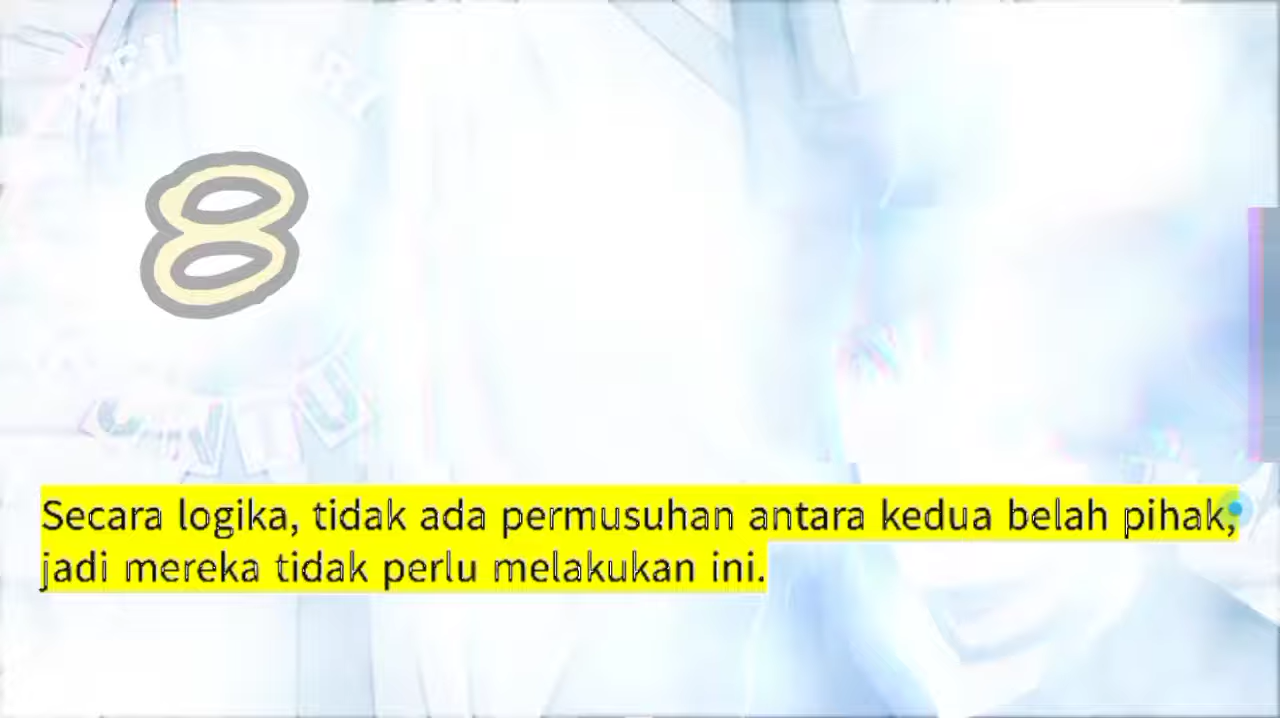 8
Secara logika, tidak ada permusuhan antara kedua belah pihak,
jadi mereka tidak perlu melakukan ini.